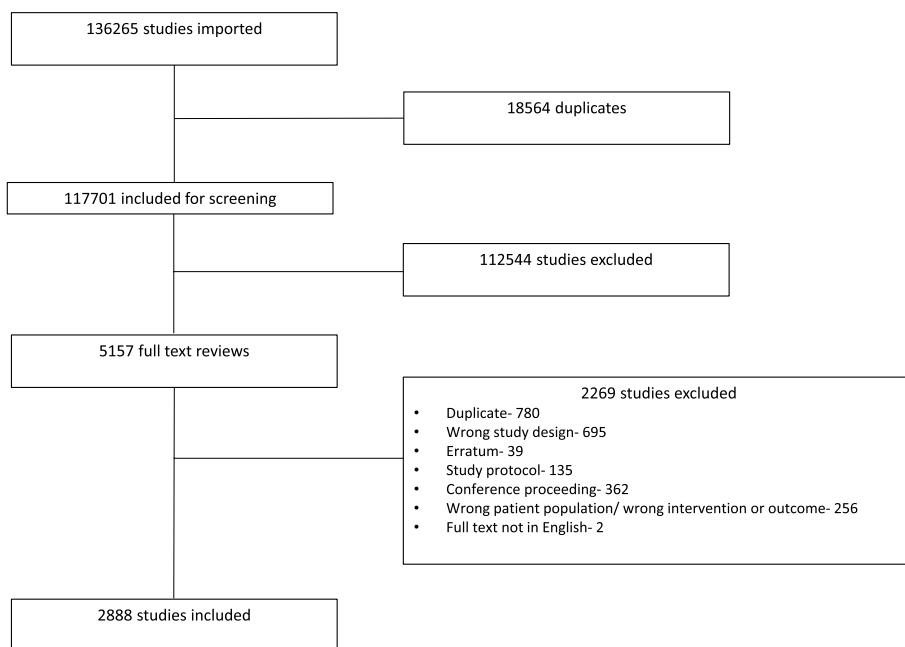 136265 studies imported
18564 duplicates
117701 included for screening
112544 studies excluded
5157 full text reviews
2269 studies excluded
• Duplicate- 780
• Wrong study design- 695
• Erratum- 39
• Study protocol- 135
• Conference proceeding- 362
• Wrong patient population/ wrong intervention or outcome- 256
• Full text not in English- 2
2888 studies included